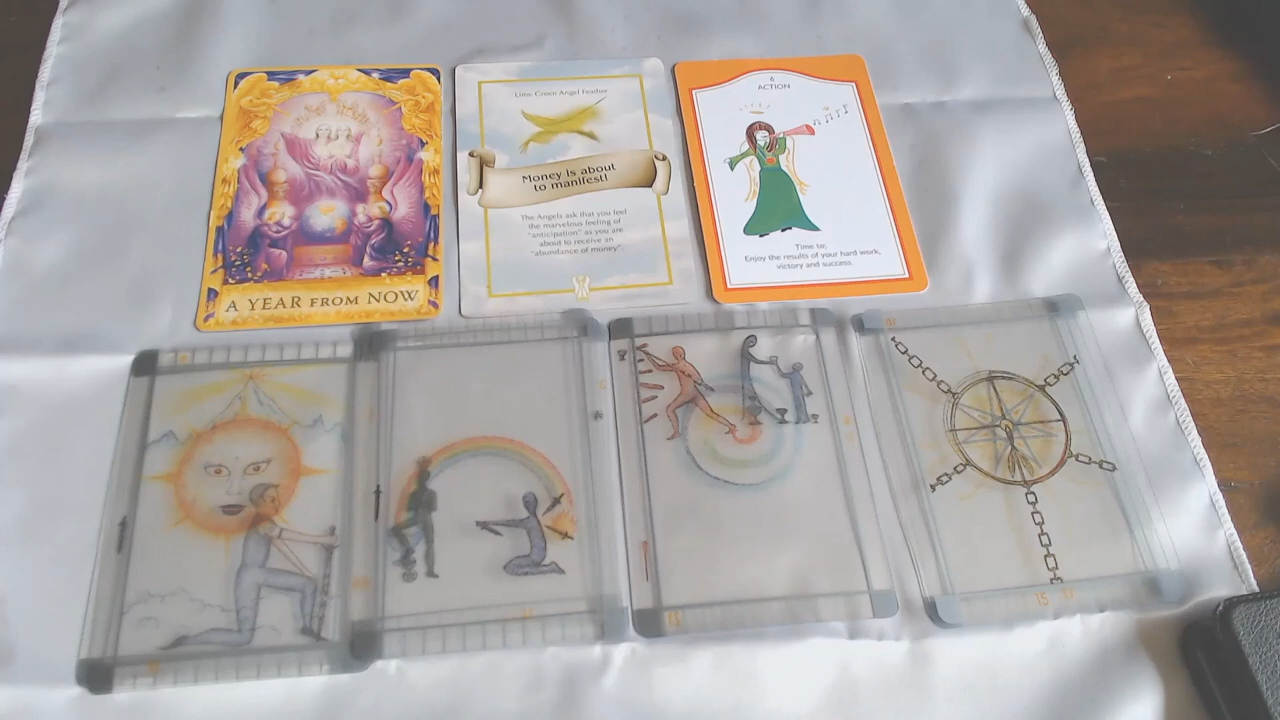 A YEAR FROM NOW
Lime Green Angel Feather
Money is about
to manifest!
The Angels ask that you feel
the marvelous feeling of
"anticipation" as you are
about to receive an
"abundance of money".
6
ACTION
Time to;
Enjoy the results of your hard work,
victory and success.